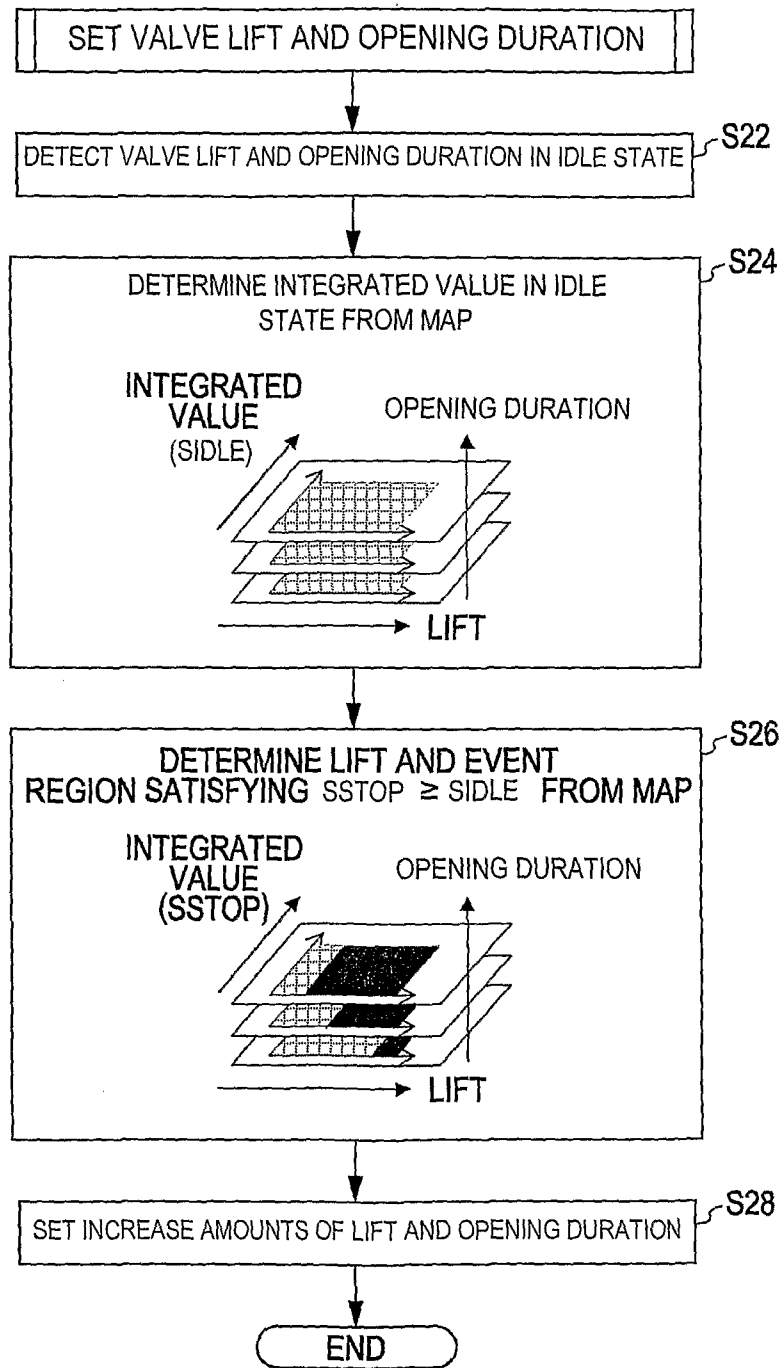 SET VALVE LIFT AND OPENING DURATION
S22
DETECT VALVE LIFT AND OPENING DURATION IN IDLE STATE
S24
DETERMINE INTEGRATED VALUE IN IDLE
STATE FROM MAP
INTEGRATED
VALUE
(SIDLE)
OPENING DURATION
LIFT
S26
DETERMINE LIFT AND EVENT
REGION SATISFYING SSTOP ≥ SIDLE FROM MAP
INTEGRATED
VALUE
(SSTOP)
OPENING DURATION
LIFT
S28
SET INCREASE AMOUNTS OF LIFT AND OPENING DURATION
END